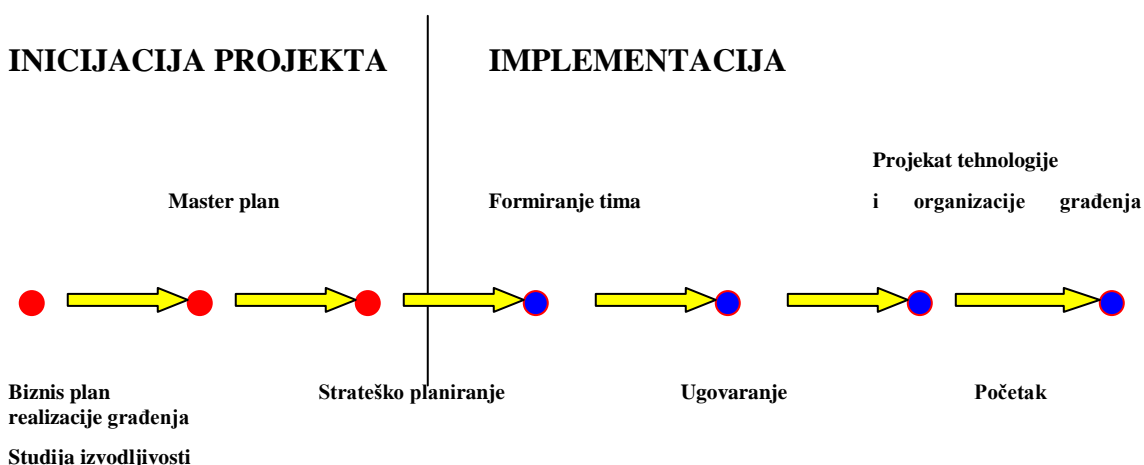 INICIJACIJA PROJEKTA
IMPLEMENTACIJA
Projekat tehnologije
Master plan
Formiranje tima
i organizacije građenja
Biznis plan
Strateško planiranje
Ugovaranje
Početak
realizacije građenja
Studija izvodljivosti